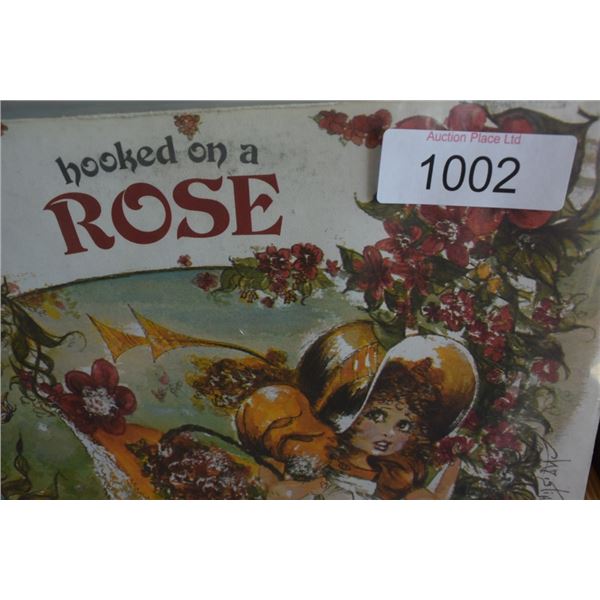 hooked on a
ROSE
Auction Place Ltd
1002